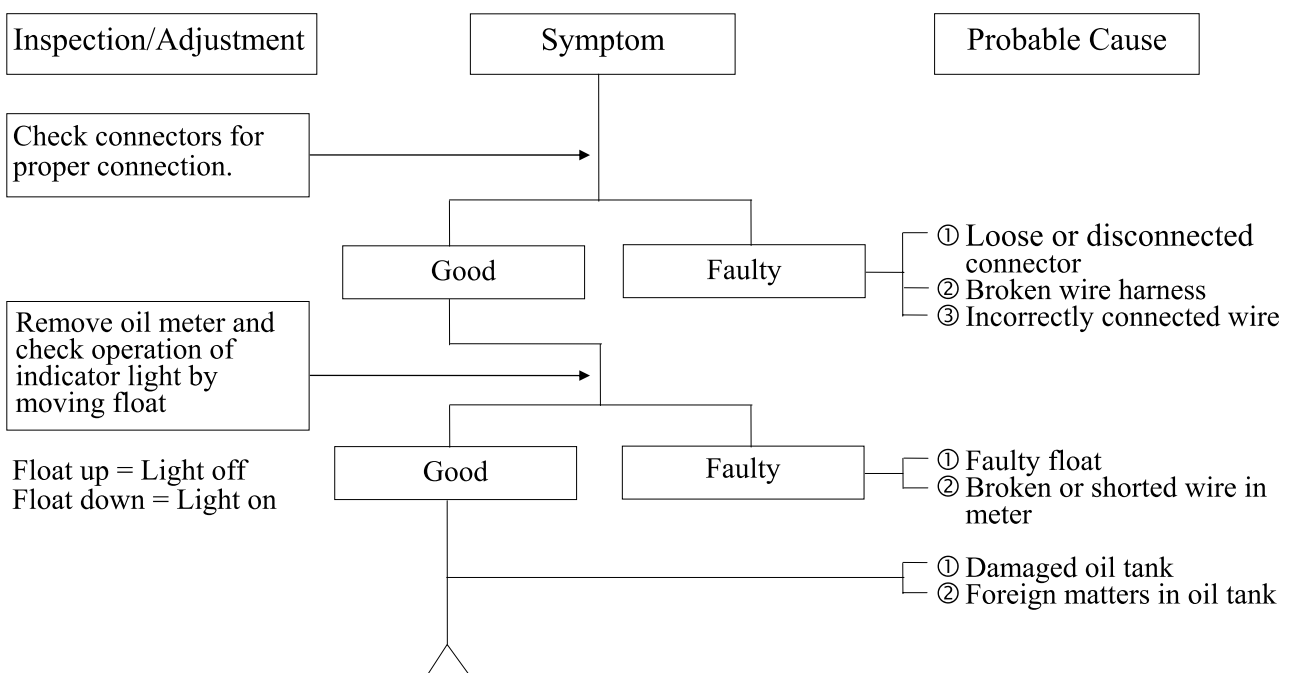 Inspection/Adjustment
Symptom
Probable Cause
Check connectors for
proper connection.
Good
Faulty
① Loose or disconnected
connector
② Broken wire harness
③ Incorrectly connected wire
Remove oil meter and
check operation of
indicator light by
moving float
Float up = Light off
Float down = Light on
Good
Faulty
① Faulty float
② Broken or shorted wire in
meter
① Damaged oil tank
② Foreign matters in oil tank